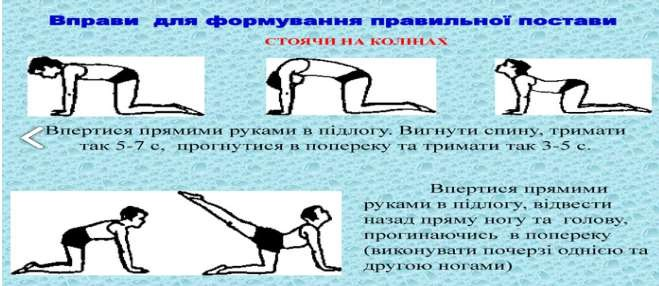 Вправи для формування правильної постави
СТОЯЧИ НА КОЛІНАХ
Впертися прямими руками в підлогу. Вигнути спину, тримати
так 5-7 с, прогнутися в попереку та тримати так 3-5 с.
Впертися прямими
руками в підлогу, відвести
назад пряму ногу та голову,
прогинаючись в попереку
(виконувати почерзі однією та
другою ногами)